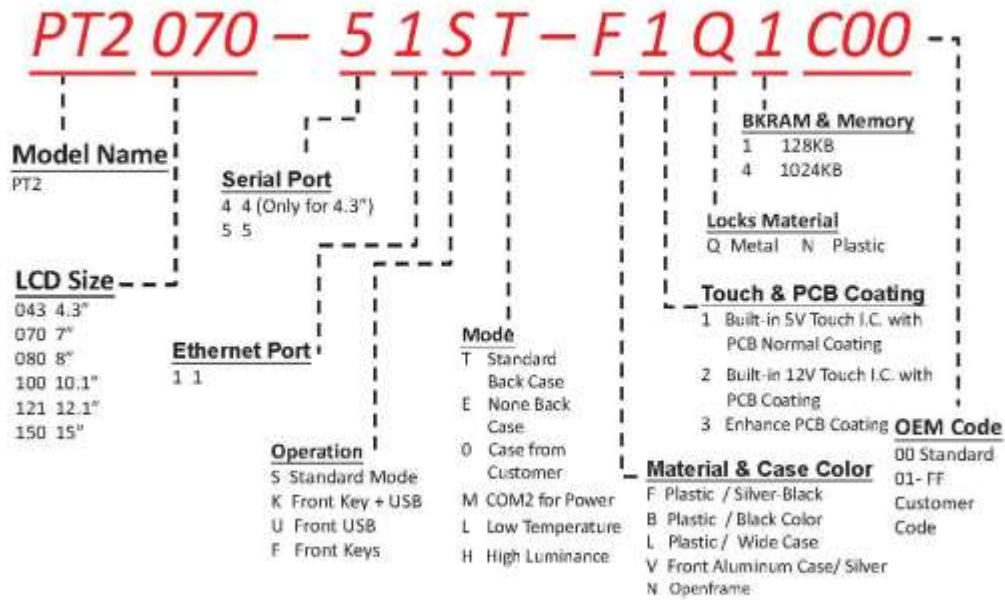 PT2 070 – 5 1 S T – F 1 Q 1 C00
Model Name
PT2
LCD Size
043 4.3"
070 7"
080 8"
100 10.1"
121 12.1"
150 15"
Serial Port
4 4 (Only for 4.3")
5 5
Ethernet Port
1 1
Operation
S Standard Mode
K Front Key + USB
U Front USB
F Front Keys
Mode
T Standard
Back Case
E None Back
Case
0 Case from
Customer
M COM2 for Power
L Low Temperature
H High Luminance
Material & Case Color
F Plastic / Silver-Black
B Plastic / Black Color
L Plastic / Wide Case
V Front Aluminum Case/ Silver
N Openframe
Touch & PCB Coating
1 Built-in 5V Touch I.C. with
PCB Normal Coating
2 Built-in 12V Touch I.C. with
PCB Coating
3 Enhance PCB Coating
Locks Material
Q Metal N Plastic
BKRAM & Memory
1 128KB
4 1024KB
OEM Code
00 Standard
01- FF
Customer
Code